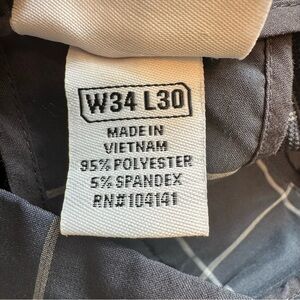 W34 L30
MADE IN
VIETNAM
95% POLYESTER
5% SPANDEX
RN#104141